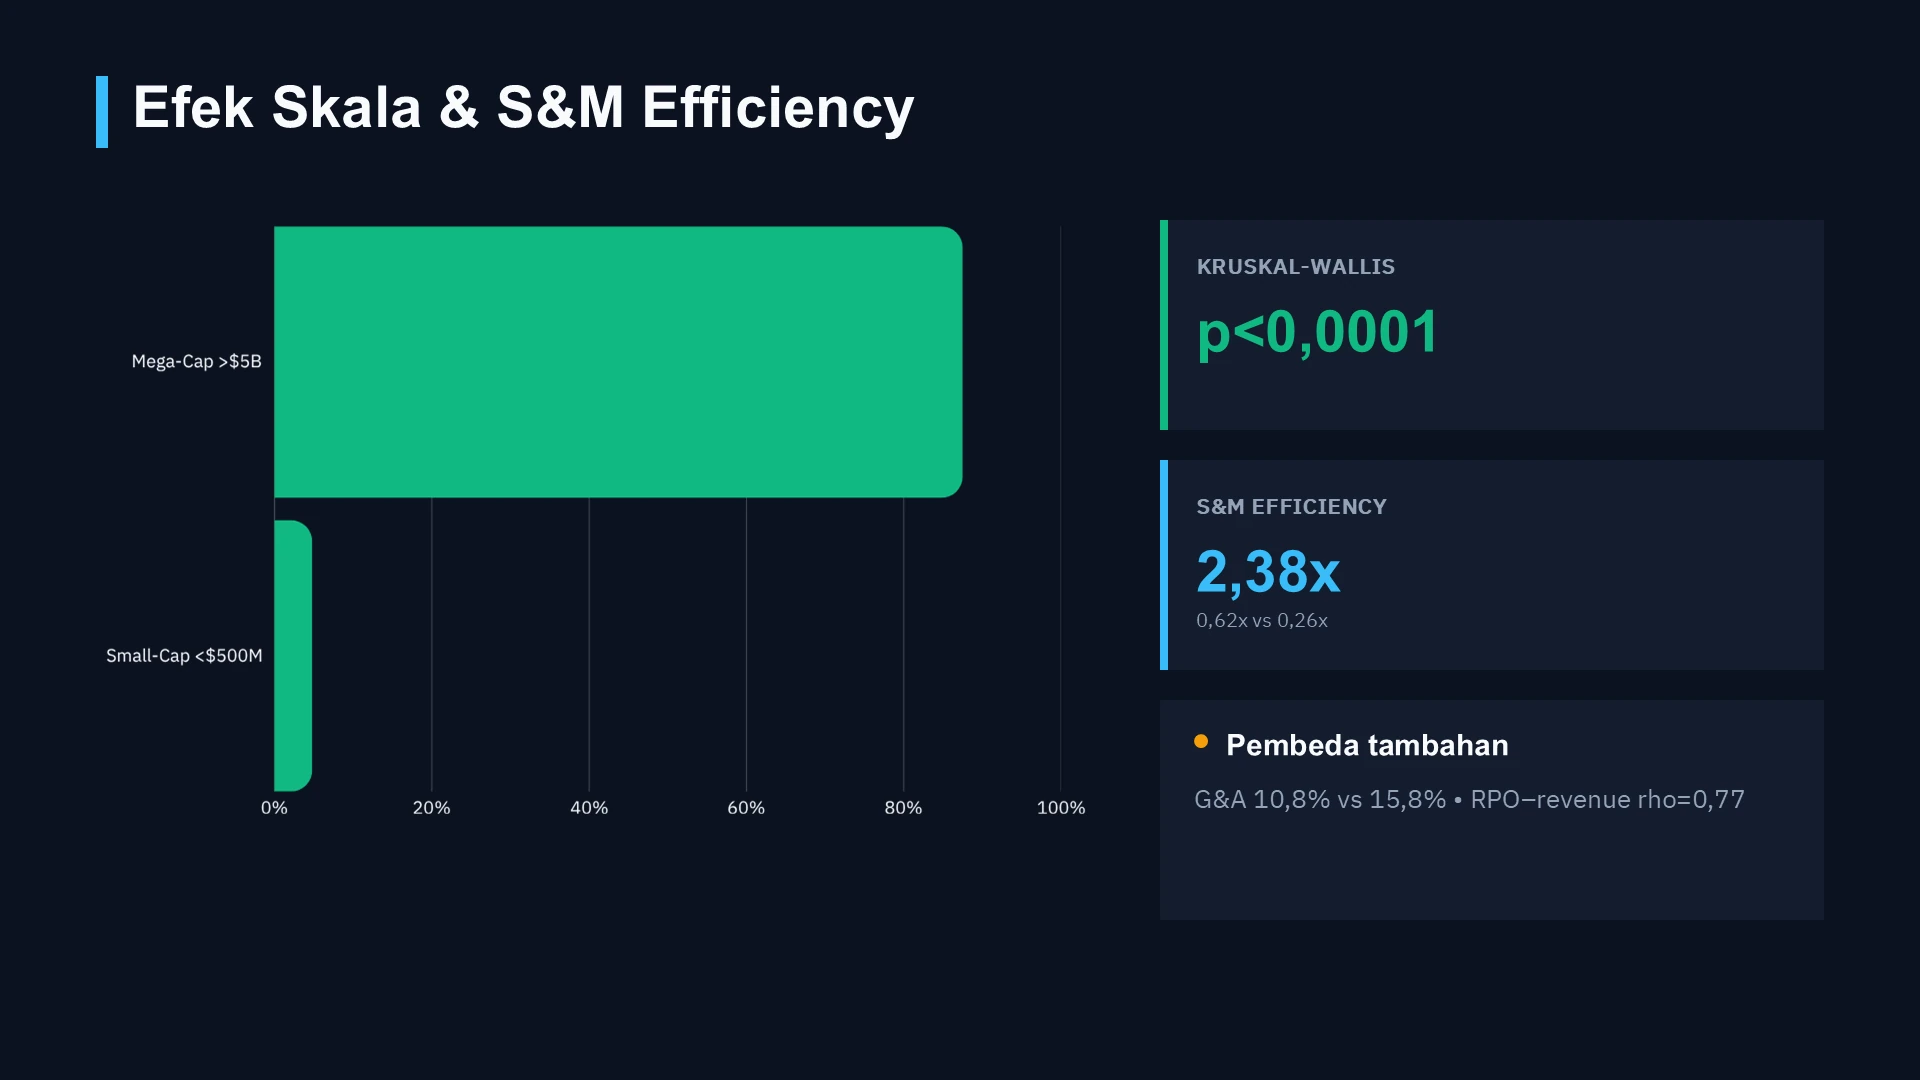 Efek Skala & S&M Efficiency
Mega-Cap >$5B
Small-Cap <$500M
0%
20%
40%
60%
80%
100%
KRUSKAL-WALLIS
p<0,0001
S&M EFFICIENCY
2,38x
0,62x vs 0,26x
Pembeda tambahan
G&A 10,8% vs 15,8% • RPO–revenue rho=0,77